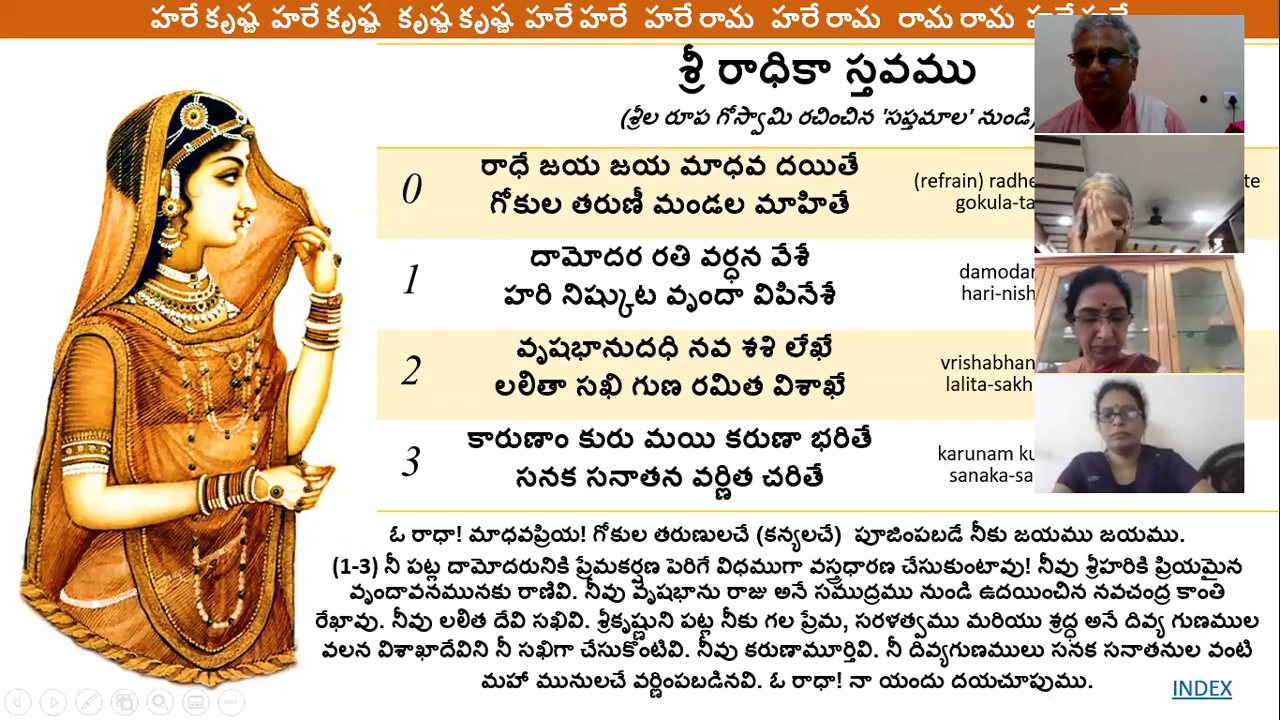 హరే కృష్ణ హరే కృష్ణ కృష్ణ కృష్ణ హరే హరే హరే రామ హరే రామ రామ రామ హరే హరే
శ్రీ రాధికా స్తవము
(శ్రీల రూప గోస్వామి రచించిన 'సప్తమాల' నుండి)
0
రాధే జయ జయ మాధవ దయితే
గోకుల తరుణీ మండల మాహితే
(refrain) radhe
te
gokula-ta
1
దామోదర రతి వర్ధన వేశే
హరి నిష్కుట వృందా విపినేశే
damodar
hari-nish
2
వృషభానుదధి నవ శశి లేఖే
లలితా సఖి గుణ రమిత విశాఖే
vrishabhan
lalita-sakh
3
కారుణాం కురు మయి కరుణా భరితే
సనక సనాతన వర్ణిత చరితే
karunam ku
sanaka-sa
ఓ రాధా! మాధవప్రియ! గోకుల తరుణులచే (కన్యలచే) పూజింపబడే నీకు జయము జయము.
(1-3) నీ పట్ల దామోదరునికి ప్రేమకర్షణ పెరిగే విధముగా వస్త్రధారణ చేసుకుంటావు! నీవు శ్రీహరికి ప్రియమైన
వృందావనమునకు రాణివి. నీవు వృషభాను రాజు అనే సముద్రము నుండి ఉదయించిన నవచంద్ర కాంతి
రేఖావు. నీవు లలిత దేవి సఖివి. శ్రీకృష్ణుని పట్ల నీకు గల ప్రేమ, సరళత్వము మరియు శ్రద్ధ అనే దివ్య గుణముల
వలన విశాఖాదేవిని నీ సఖిగా చేసుకొంటివి. నీవు కరుణామూర్తివి. నీ దివ్యగుణములు సనక సనాతనుల వంటి
మహా మునులచే వర్ణింపబడినవి. ఓ రాధా! నా యందు దయచూపుము.
INDEX